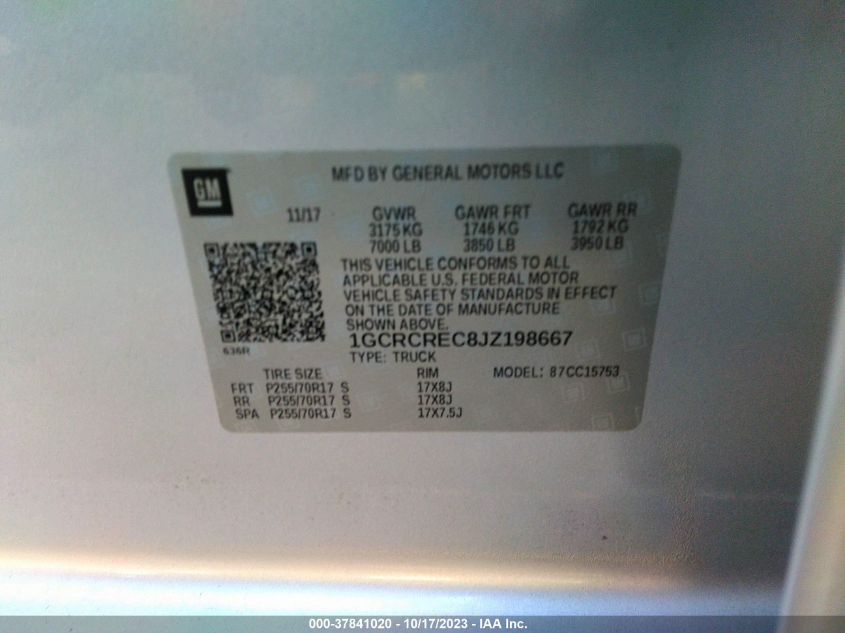 GM
MFD BY GENERAL MOTORS LLC
11/17 GVWR GAWR FRT GAWR RR
3175 KG 1746 KG 1792 KG
7000 LB 3850 LB 3950 LB
THIS VEHICLE CONFORMS TO ALL
APPLICABLE U.S. FEDERAL MOTOR
VEHICLE SAFETY STANDARDS IN EFFECT
ON THE DATE OF MANUFACTURE
SHOWN ABOVE.
636R
1GCRCREC8JZ198667
TYPE: TRUCK
TIRE SIZE RIM MODEL: 87CC15753
FRT P255/70R17 S 17X8J
RR P255/70R17 S 17X8J
SPA P255/70R17 S 17X7.5J
000-37841020 - 10/17/2023 - IAA Inc.